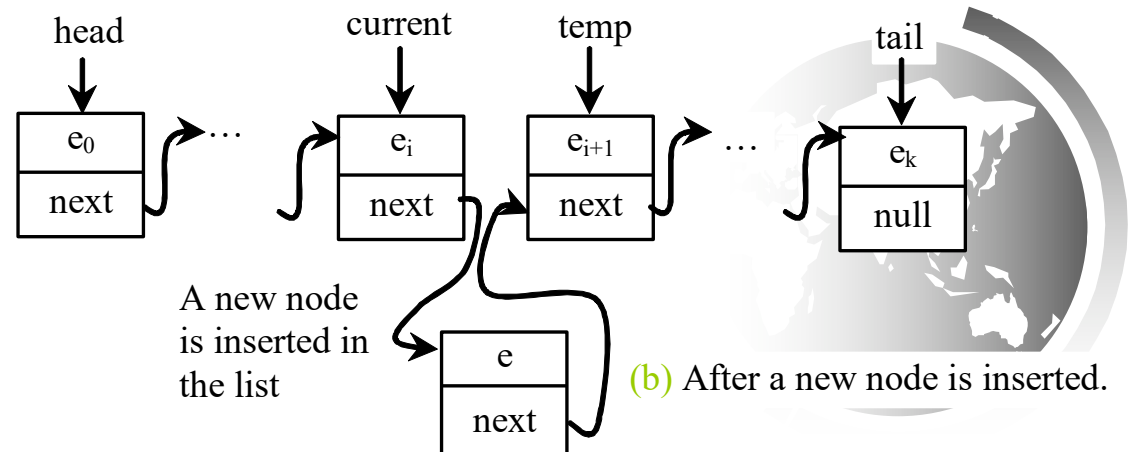 head
current
temp
tail
e₀
next
…
eᵢ
next
eᵢ₊₁
next
…
eₖ
null
A new node
is inserted in
the list
e
next
(b) After a new node is inserted.